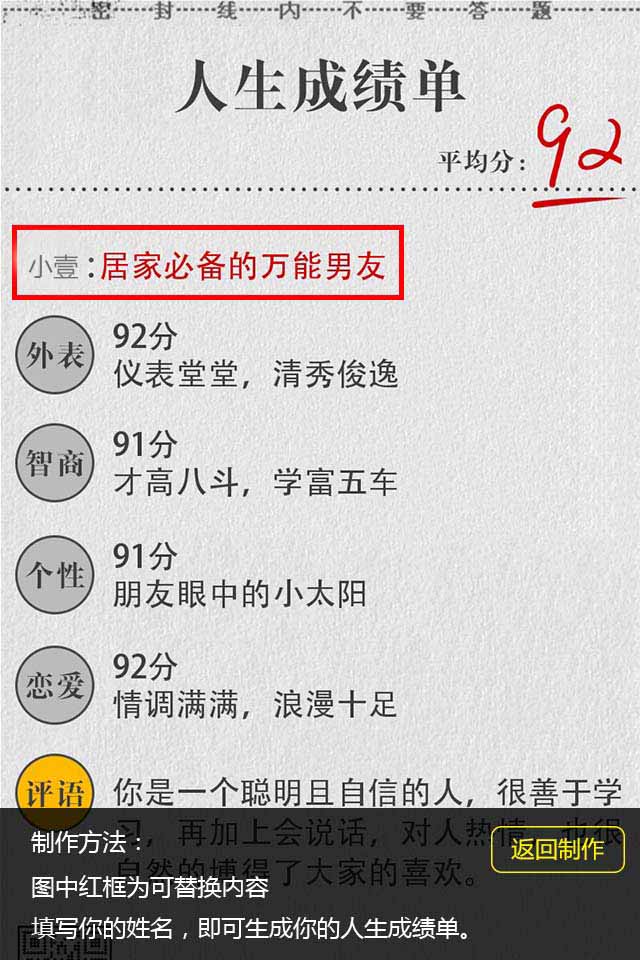 密封线内不要答题
人生成绩单
平均分：92
小壹：居家必备的万能男友
外表
92分
仪表堂堂，清秀俊逸
智商
91分
才高八斗，学富五车
个性
91分
朋友眼中的小太阳
恋爱
92分
情调满满，浪漫十足
评语
你是一个聪明且自信的人，很善于学
习，再加上会说话，对人热情，也很
自然的博得了大家的喜欢。
制作方法：
返回制作
图中红框为可替换内容
填写你的姓名，即可生成你的人生成绩单。